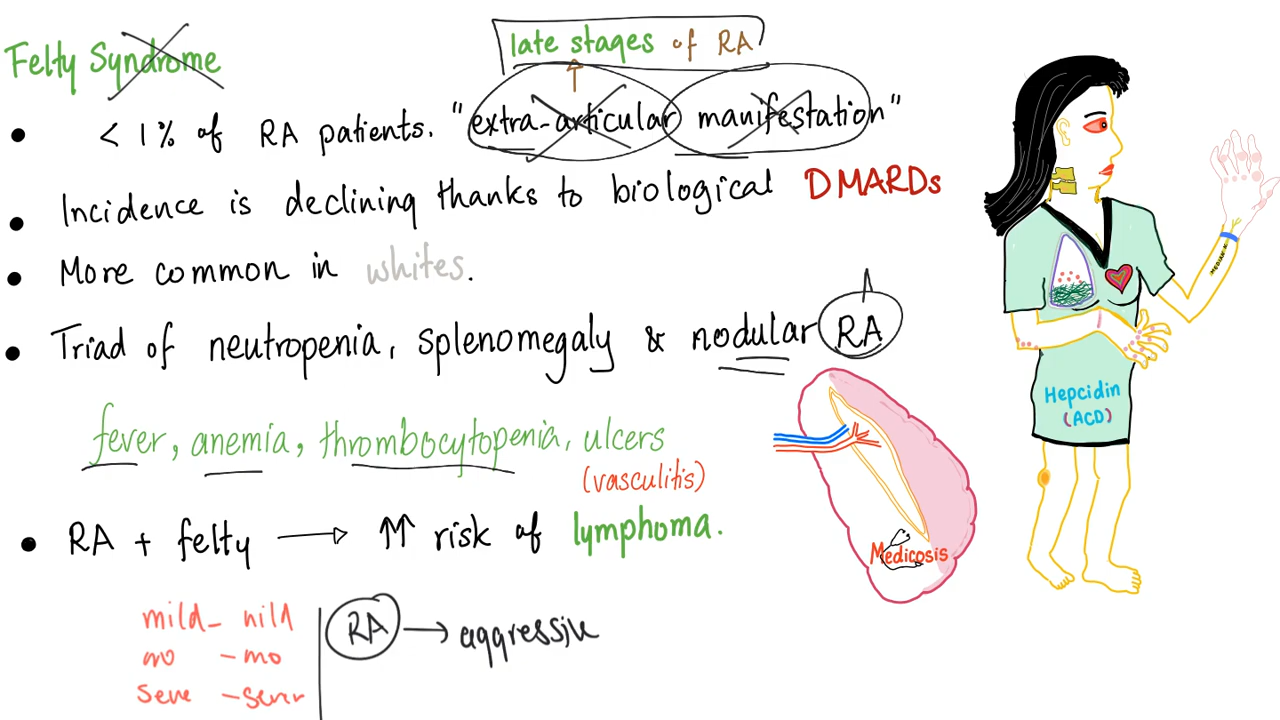 late stages of RA
Felty Syndrome
< 1% of RA patients. "extra-articular manifestation"
Incidence is declining thanks to biological DMARDs
More common in whites.
Triad of neutropenia, splenomegaly & nodular RA
fever, anemia, thrombocytopenia, ulcers
(vasculitis)
RA + felty → ↑↑ risk of lymphoma.
mild - mild
mo - mo
RA → aggressive
Medicosis
MEDIAN N.
Hepcidin
(ACD)